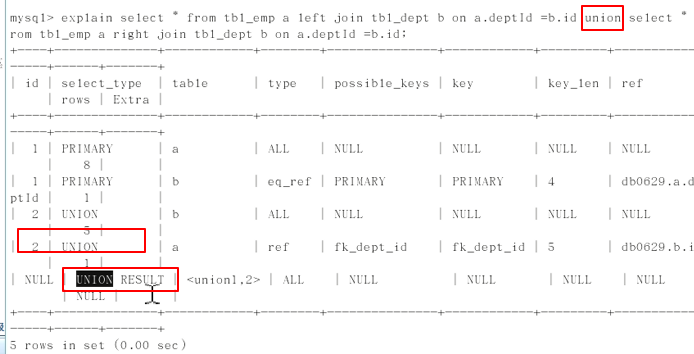 mysql> explain select * from tbl_emp a left join tbl_dept b on a.deptId =b.id union select *
rom tbl_emp a right join tbl_dept b on a.deptId =b.id;
+----+--------------+------------+--------+---------------+------------+---------+----------
-----+------+-------+
| id | select_type | table | type | possible_keys | key | key_len | ref
| rows | Extra |
+----+--------------+------------+--------+---------------+------------+---------+----------
-----+------+-------+
| 1 | PRIMARY | a | ALL | NULL | NULL | NULL | NULL
| 8 | |
| 1 | PRIMARY | b | eq_ref | PRIMARY | PRIMARY | 4 | db0629.a.d
ptId | 1 | |
| 2 | UNION | b | ALL | NULL | NULL | NULL | NULL
| 5 | |
| 2 | UNION | a | ref | fk_dept_id | fk_dept_id | 5 | db0629.b.i
| 1 | |
| NULL | UNION RESULT | <union1,2> | ALL | NULL | NULL | NULL | NULL
| NULL | |
+----+--------------+------------+--------+---------------+------------+---------+----------
-----+------+-------+
5 rows in set (0.00 sec)